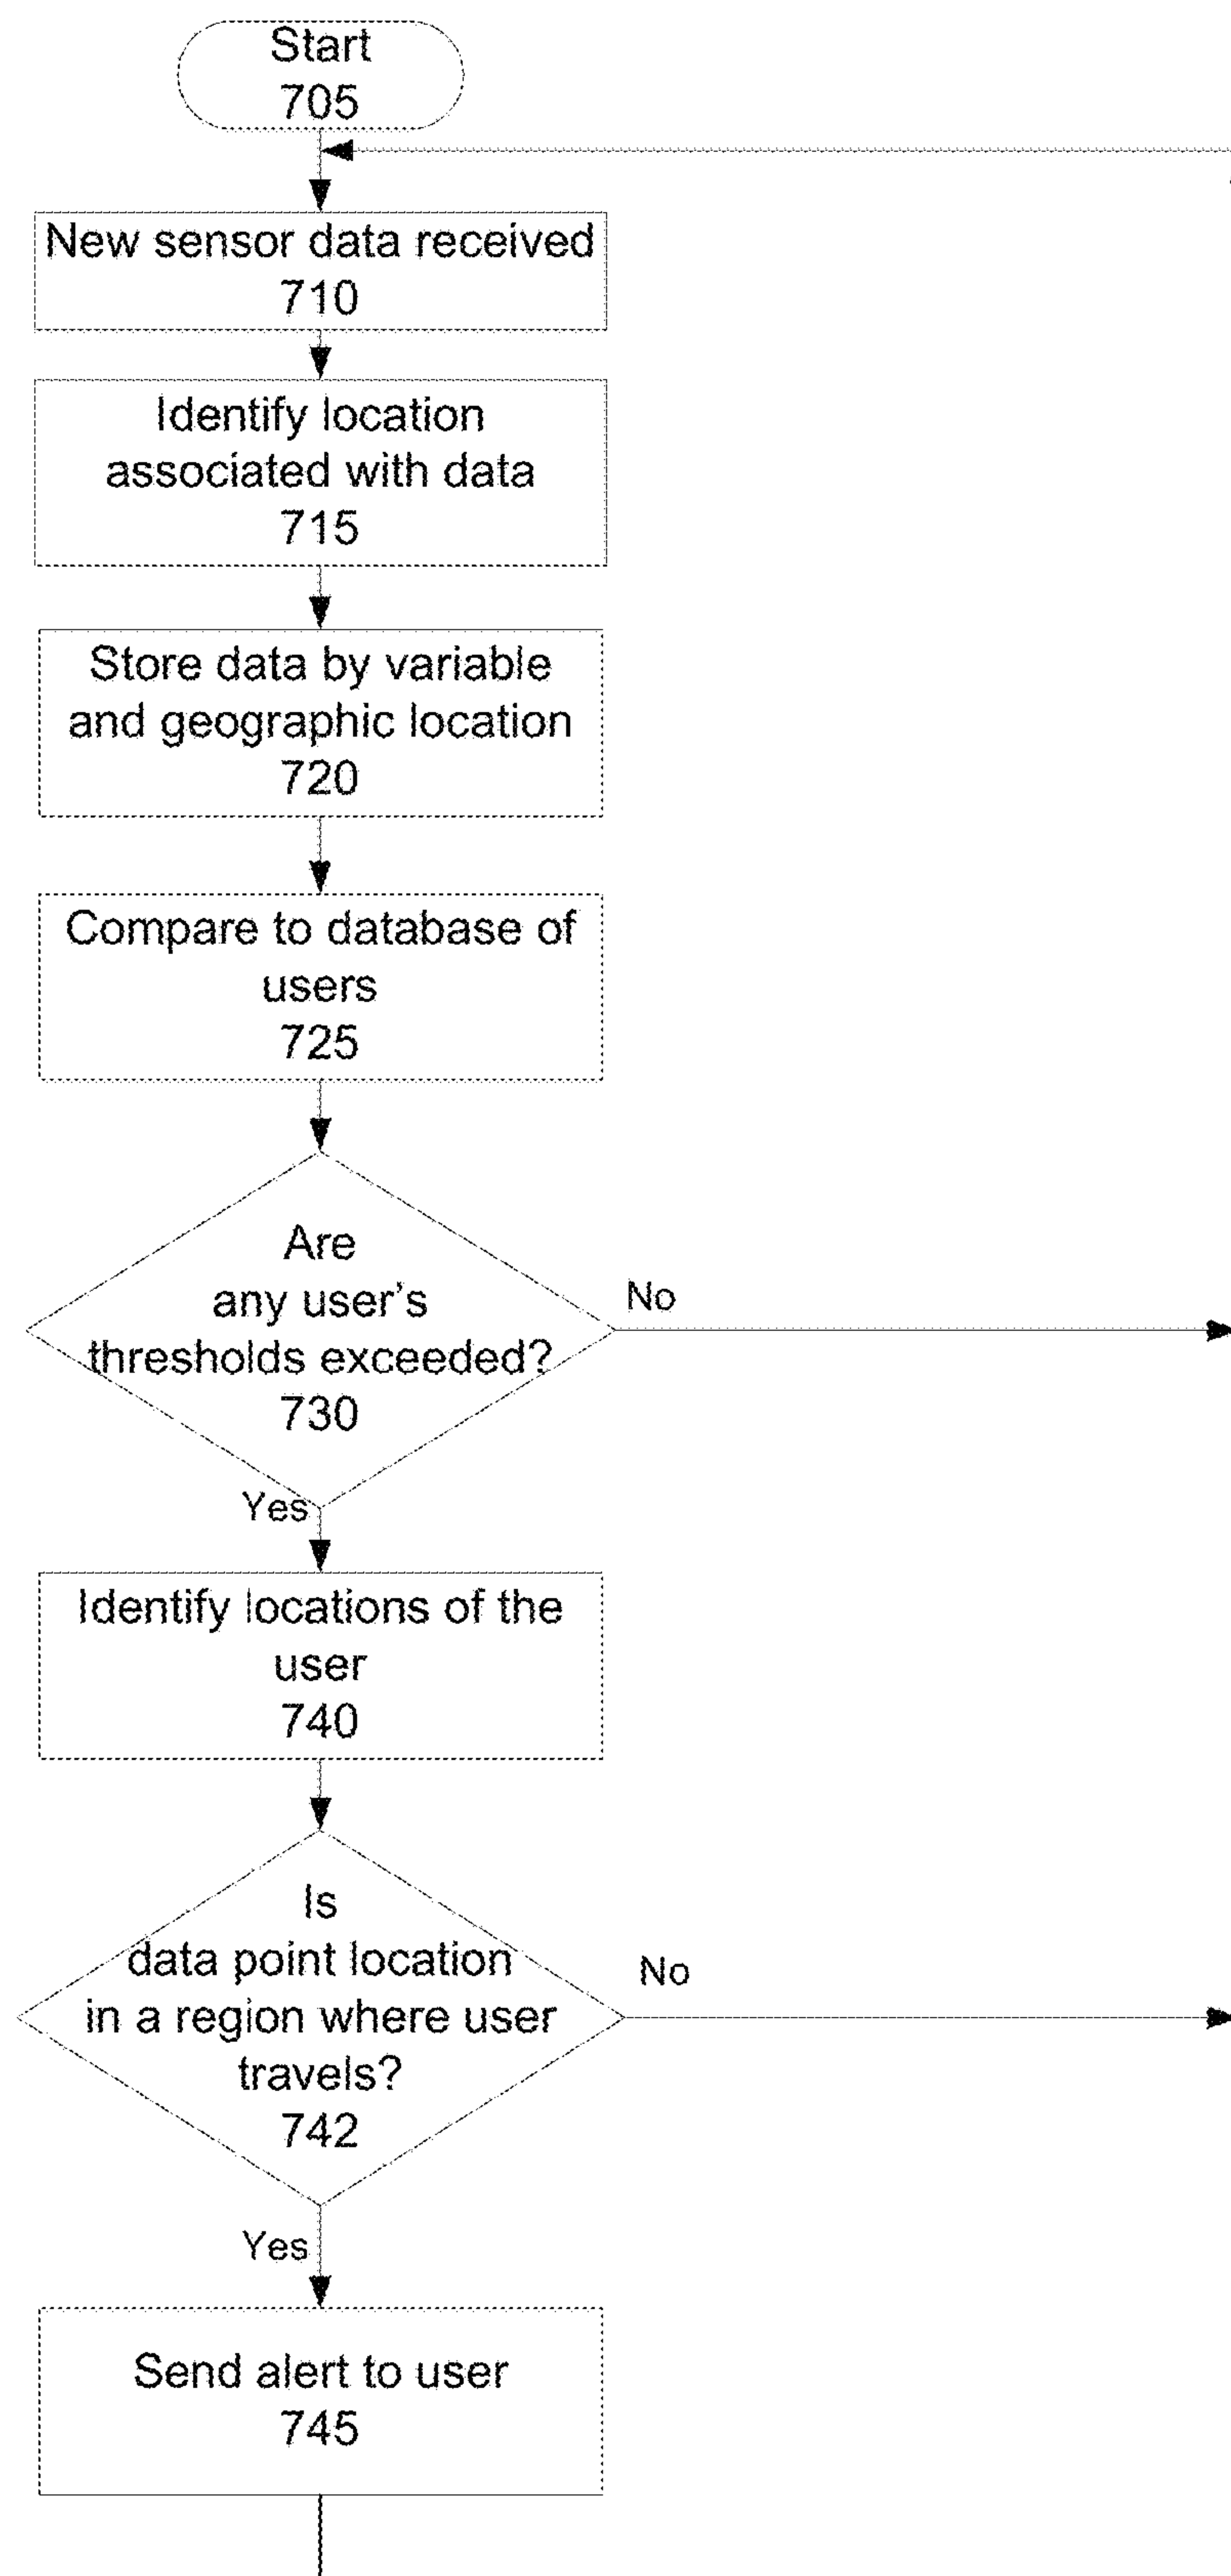 Start
705
New sensor data received
710
Identify location
associated with data
715
Store data by variable
and geographic location
720
Compare to database of
users
725
Are
any user's
thresholds exceeded?
730
No
Yes
Identify locations of the
user
740
Is
data point location
in a region where user
travels?
742
No
Yes
Send alert to user
745